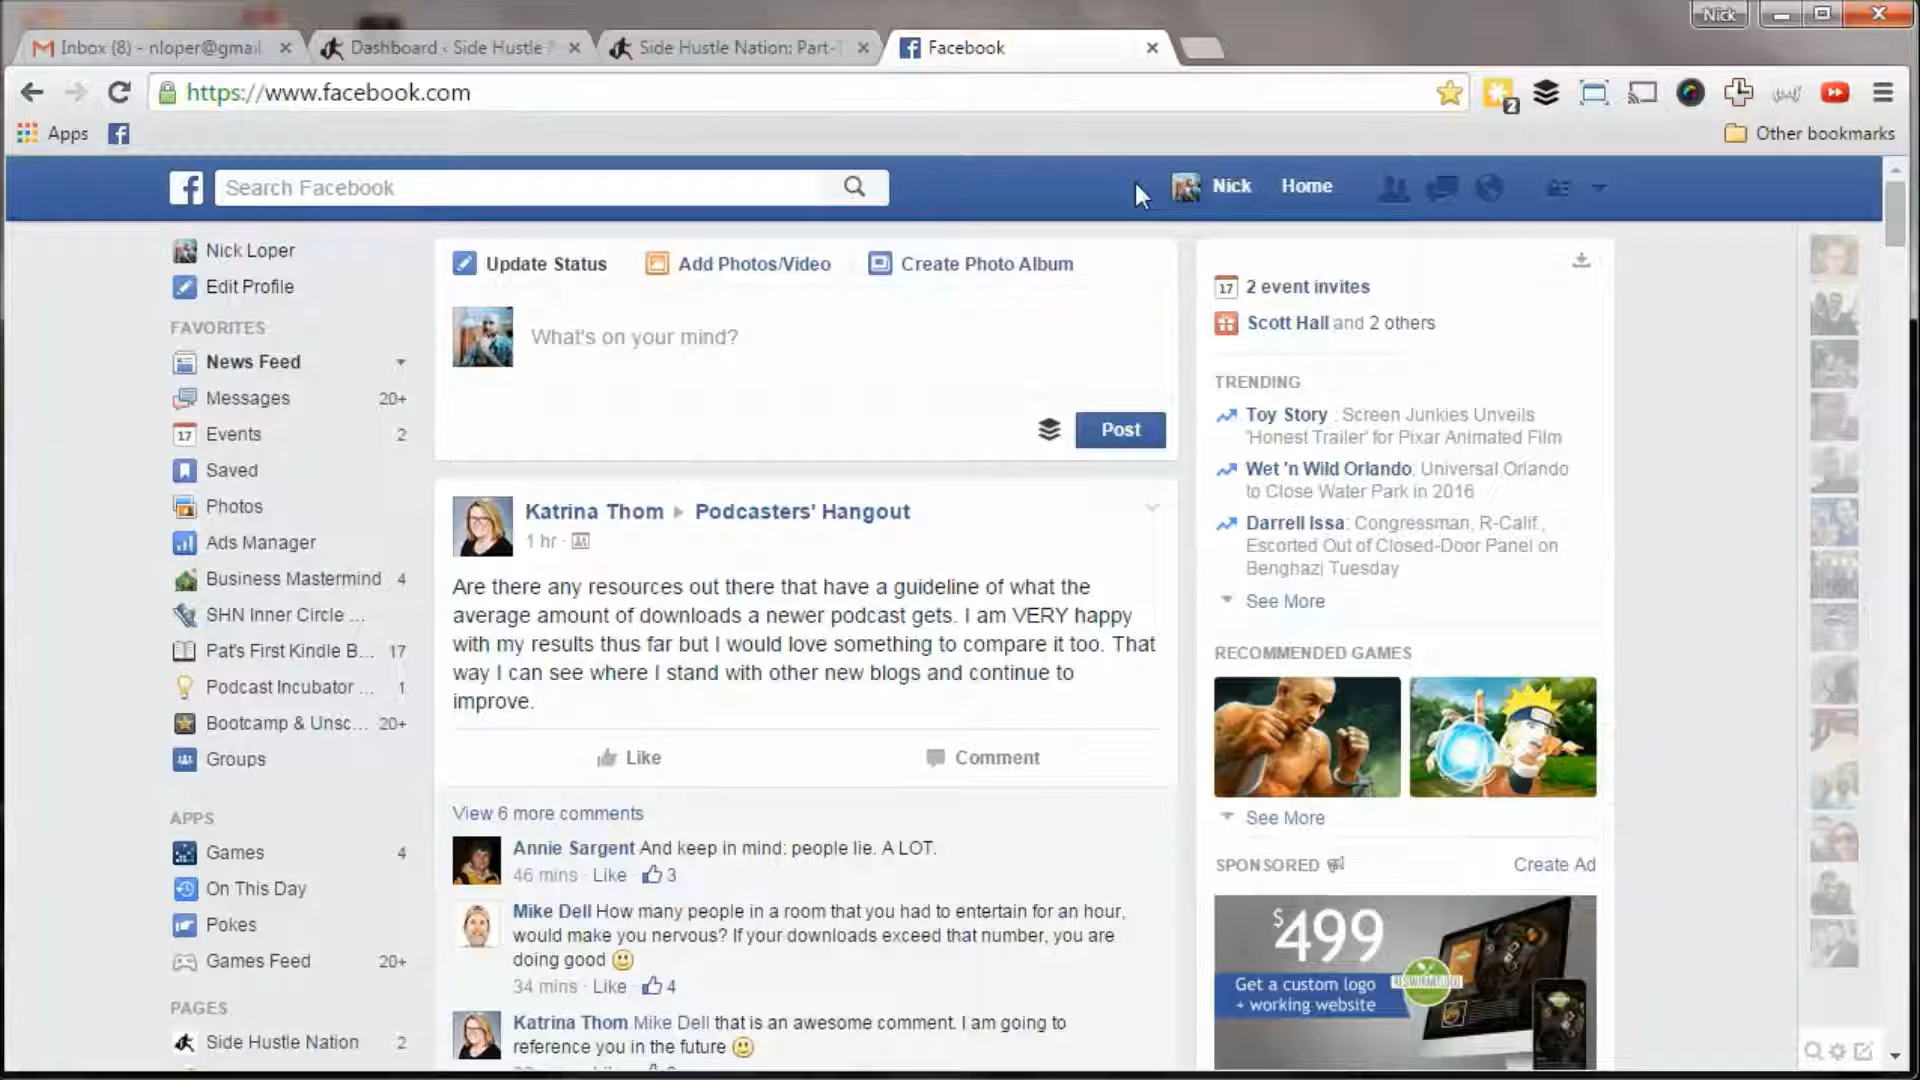 Nick
Inbox (8) - nloper@gmail
Dashboard ‹ Side Hustle
Side Hustle Nation: Part-
Facebook
https://www.facebook.com
2
Apps
Other bookmarks
Search Facebook
Nick
Home
Nick Loper
Edit Profile
FAVORITES
News Feed
Messages 20+
17 Events 2
Saved
Photos
Ads Manager
Business Mastermind 4
SHN Inner Circle ...
Pat's First Kindle B... 17
Podcast Incubator ... 1
Bootcamp & Unsc... 20+
Groups
APPS
Games 4
On This Day
Pokes
Games Feed 20+
PAGES
Side Hustle Nation 2
Update Status
Add Photos/Video
Create Photo Album
What's on your mind?
Post
Katrina Thom ▸ Podcasters' Hangout
1 hr ·
Are there any resources out there that have a guideline of what the
average amount of downloads a newer podcast gets. I am VERY happy
with my results thus far but I would love something to compare it too. That
way I can see where I stand with other new blogs and continue to
improve.
Like
Comment
View 6 more comments
Annie Sargent And keep in mind: people lie. A LOT.
46 mins · Like · 3
Mike Dell How many people in a room that you had to entertain for an hour,
would make you nervous? If your downloads exceed that number, you are
doing good
34 mins · Like · 4
Katrina Thom Mike Dell that is an awesome comment. I am going to
reference you in the future
17 2 event invites
Scott Hall and 2 others
TRENDING
Toy Story : Screen Junkies Unveils
'Honest Trailer' for Pixar Animated Film
Wet 'n Wild Orlando: Universal Orlando
to Close Water Park in 2016
Darrell Issa: Congressman, R-Calif.,
Escorted Out of Closed-Door Panel on
Benghazi Tuesday
See More
RECOMMENDED GAMES
See More
SPONSORED
Create Ad
$499
Get a custom logo
+ working website